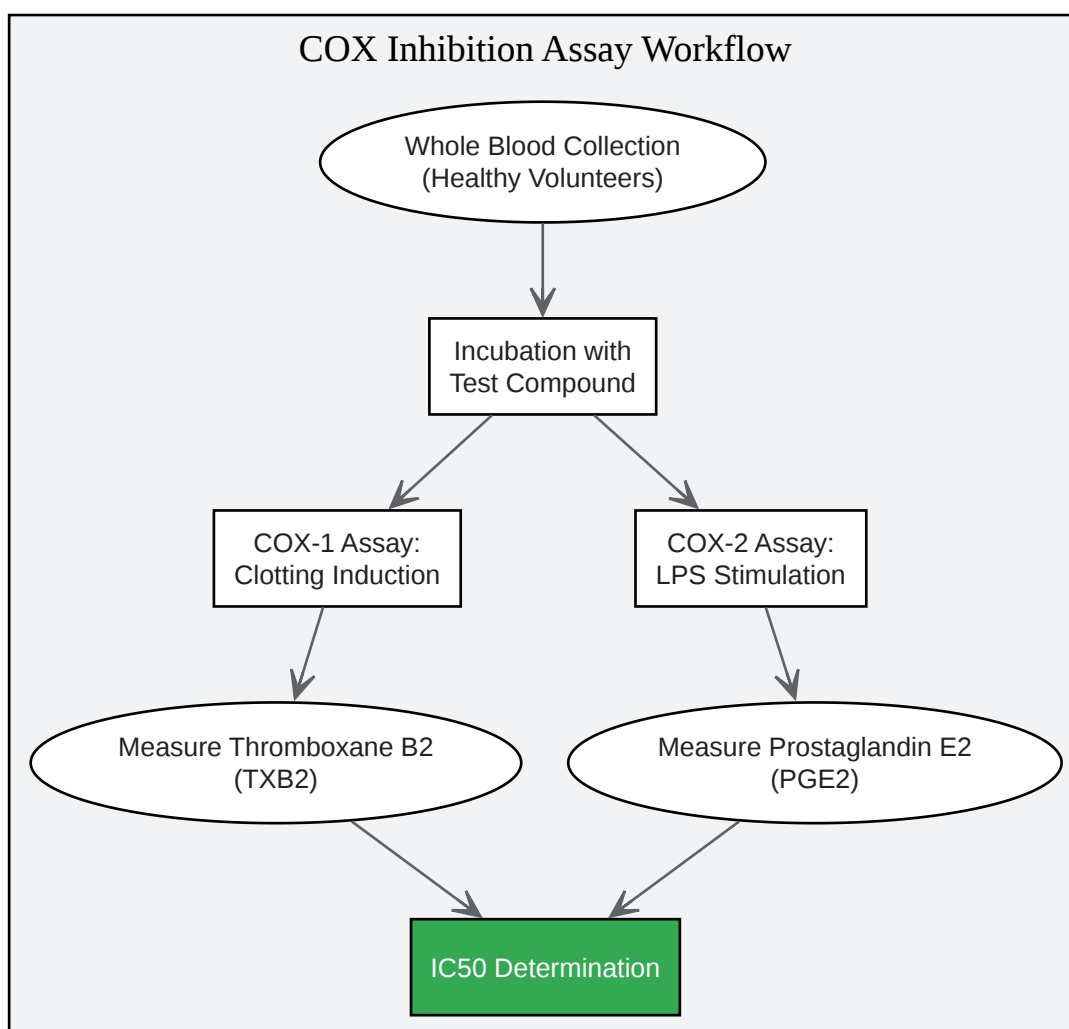 COX Inhibition Assay Workflow
Whole Blood Collection
(Healthy Volunteers)
Incubation with
Test Compound
COX-1 Assay:
Clotting Induction
COX-2 Assay:
LPS Stimulation
Measure Thromboxane B2
(TXB2)
Measure Prostaglandin E2
(PGE2)
IC50 Determination